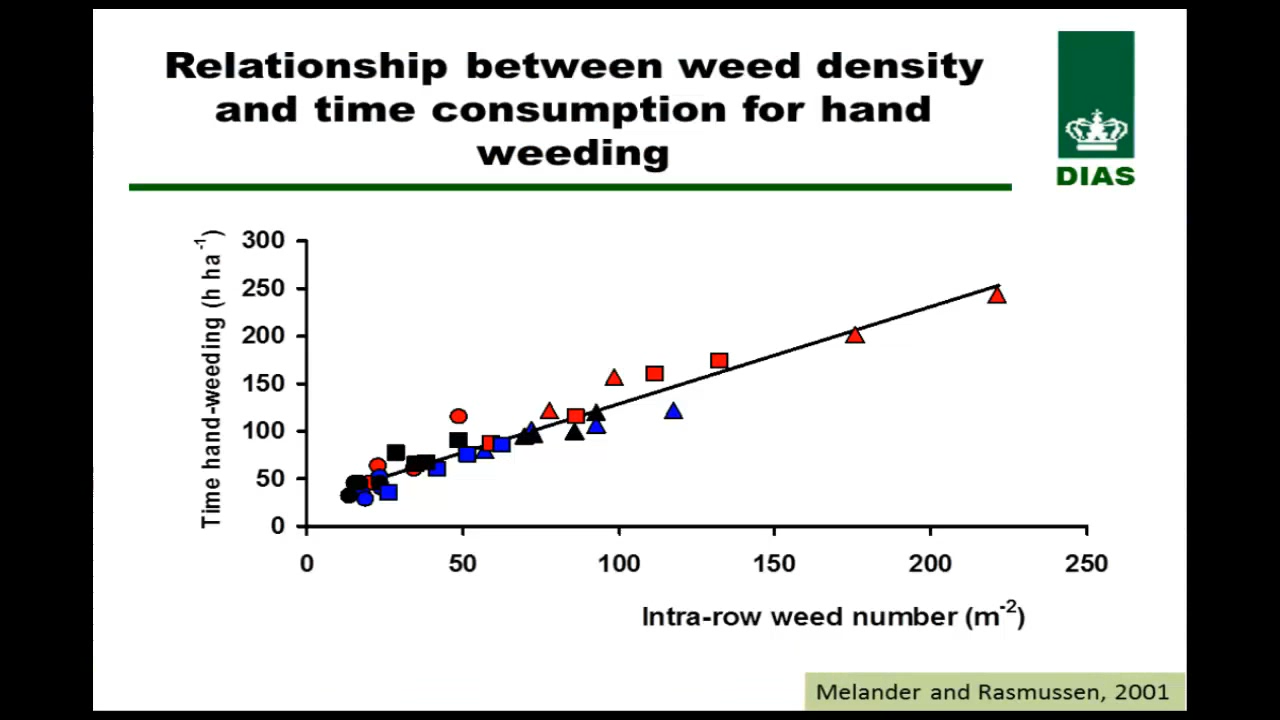 Relationship between weed density
and time consumption for hand
weeding
DIAS
Time hand-weeding (h ha⁻¹)
300
250
200
150
100
50
0
0 50 100 150 200 250
Intra-row weed number (m⁻²)
Melander and Rasmussen, 2001